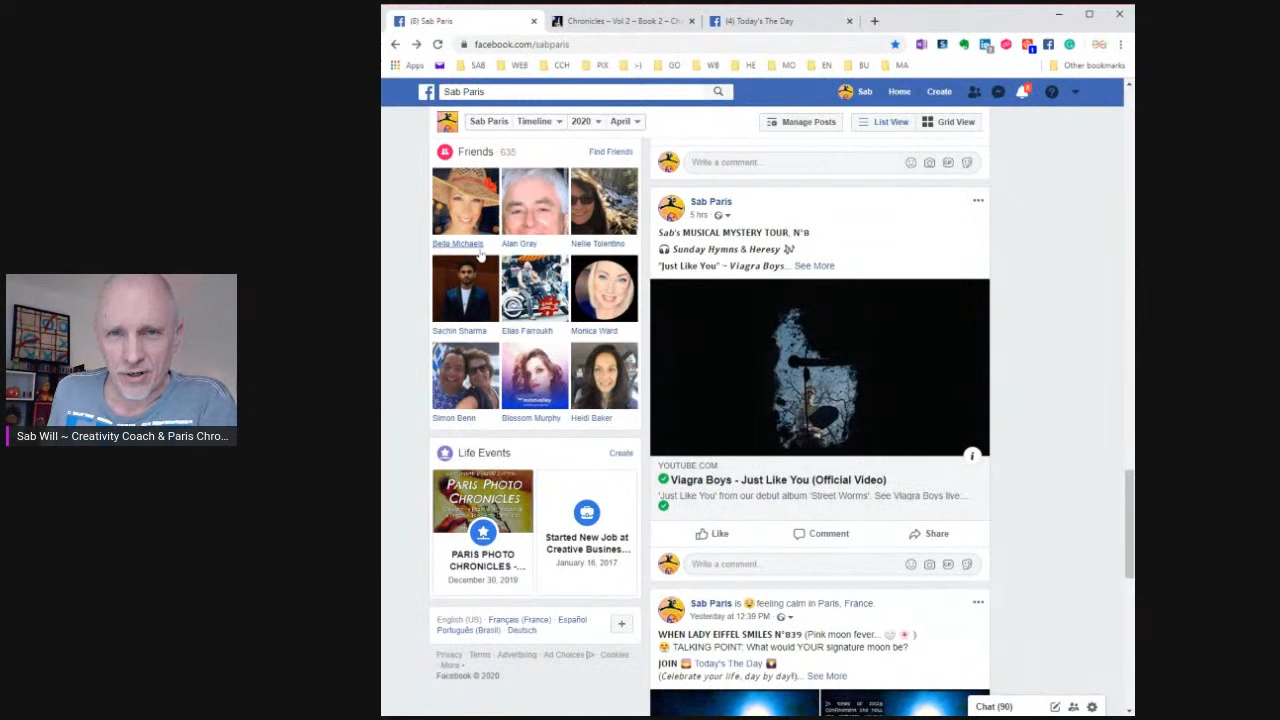 (8) Sab Paris
Chronicles – Vol 2 – Book 2 – Ch
(4) Today's The Day
facebook.com/sabparis
Apps SAB WEB CCH PIX :-) GO WB HE MO EN BU MA Other bookmarks
Sab Paris
Sab Home Create
Sab Paris Timeline 2020 April
Manage Posts List View Grid View
Friends 635 Find Friends
Bella Michaels Alan Gray Nellie Tolentino
Sachin Sharma Elias Farroukh Monica Ward
Simon Benn Blossom Murphy Heidi Baker
Life Events Create
PARIS PHOTO
CHRONICLES
PARIS PHOTO
CHRONICLES -...
December 30, 2019
Started New Job at
Creative Busines...
January 16, 2017
English (US) · Français (France) · Español
Português (Brasil) · Deutsch
Privacy · Terms · Advertising · Ad Choices · Cookies
· More
Facebook © 2020
Write a comment...
Sab Paris
5 hrs ·
Sab's MUSICAL MYSTERY TOUR, N°8
Sunday Hymns & Heresy
"Just Like You" ~ Viagra Boys... See More
YOUTUBE.COM
Viagra Boys - Just Like You (Official Video)
'Just Like You' from our debut album 'Street Worms'. See Viagra Boys live:...
Like Comment Share
Write a comment...
Sab Paris is feeling calm in Paris, France.
Yesterday at 12:39 PM ·
WHEN LADY EIFFEL SMILES N°839 (Pink moon fever... )
TALKING POINT: What would YOUR signature moon be?
JOIN Today's The Day
(Celebrate your life, day by day!)... See More
Chat (90)
Sab Will ~ Creativity Coach & Paris Chro...